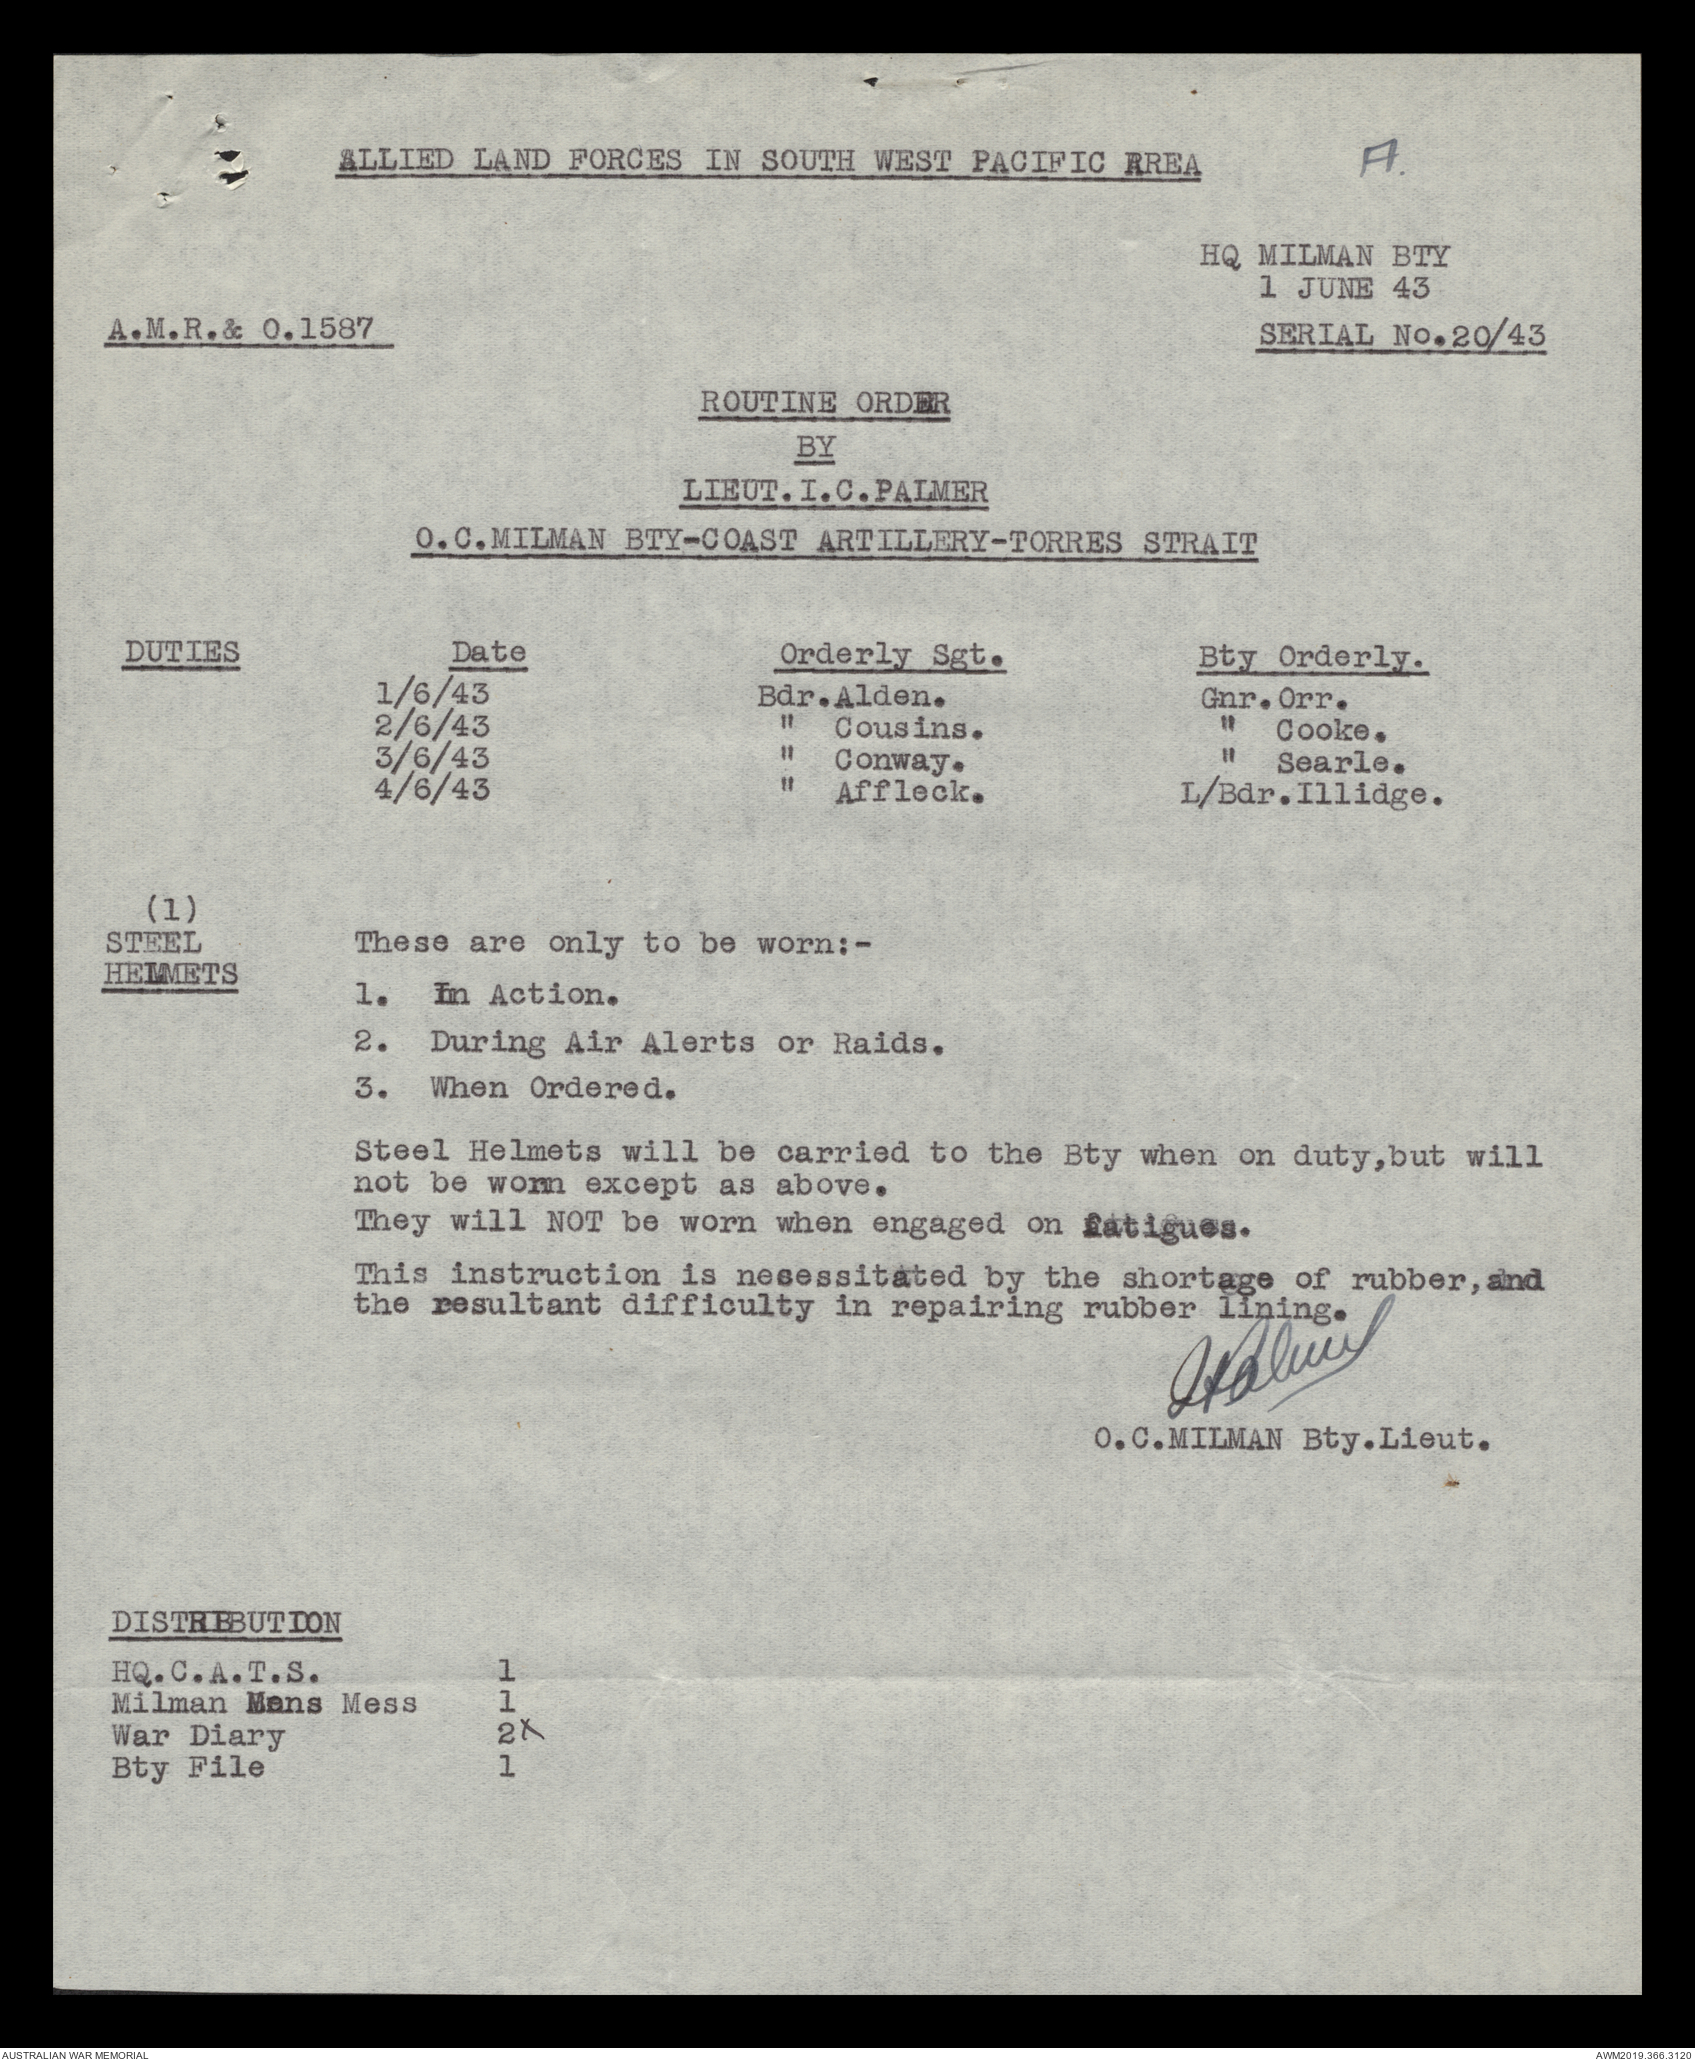 ALLIED LAND FORCES IN SOUTH WEST PACIFIC AREA
A.
HQ MILMAN BTY
1 JUNE 43
A.M.R.& O.1587
SERIAL No.20/43
ROUTINE ORDER
BY
LIEUT.I.C.PALMER
O.C.MILMAN BTY-COAST ARTILLERY-TORRES STRAIT
DUTIES Date Orderly Sgt. Bty Orderly.
1/6/43 Bdr.Alden. Gnr.Orr.
2/6/43 " Cousins. " Cooke.
3/6/43 " Conway. " Searle.
4/6/43 " Affleck. L/Bdr.Illidge.
(1)
STEEL These are only to be worn:-
HELMETS
1. In Action.
2. During Air Alerts or Raids.
3. When Ordered.
Steel Helmets will be carried to the Bty when on duty,but will
not be worn except as above.
They will NOT be worn when engaged on fatigues.
This instruction is necessitated by the shortage of rubber,and
the resultant difficulty in repairing rubber lining.
ICPalmer
O.C.MILMAN Bty.Lieut.
DISTRIBUTION
HQ.C.A.T.S. 1
Milman Mens Mess 1
War Diary 2x
Bty File 1
AUSTRALIAN WAR MEMORIAL
AWM2019.366.3120